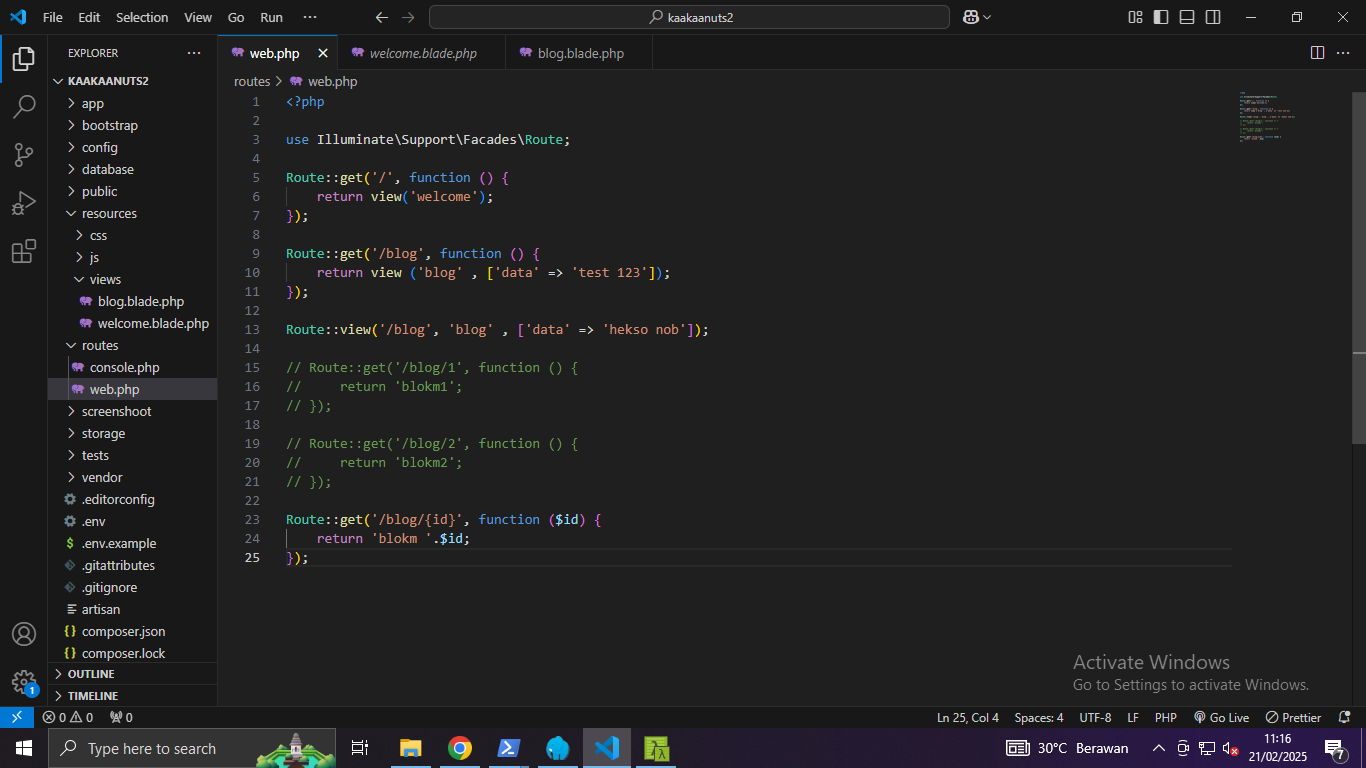 File Edit Selection View Go Run ··· kaakaanuts2
EXPLORER ···
KAAKAANUTS2
app
bootstrap
config
database
public
resources
css
js
views
blog.blade.php
welcome.blade.php
routes
console.php
web.php
screenshoot
storage
tests
vendor
.editorconfig
.env
$ .env.example
.gitattributes
.gitignore
artisan
{} composer.json
{} composer.lock
OUTLINE
TIMELINE
web.php welcome.blade.php blog.blade.php ···
routes > web.php
1 <?php
2
3 use Illuminate\Support\Facades\Route;
4
5 Route::get('/', function () {
6     return view('welcome');
7 });
8
9 Route::get('/blog', function () {
10     return view ('blog' , ['data' => 'test 123']);
11 });
12
13 Route::view('/blog', 'blog' , ['data' => 'hekso nob']);
14
15 // Route::get('/blog/1', function () {
16 //     return 'blokm1';
17 // });
18
19 // Route::get('/blog/2', function () {
20 //     return 'blokm2';
21 // });
22
23 Route::get('/blog/{id}', function ($id) {
24     return 'blokm '.$id;
25 });
Activate Windows
Go to Settings to activate Windows.
1
0 0 0 Ln 25, Col 4 Spaces: 4 UTF-8 LF PHP Go Live Prettier
Type here to search 30°C Berawan 11:16
21/02/2025 7